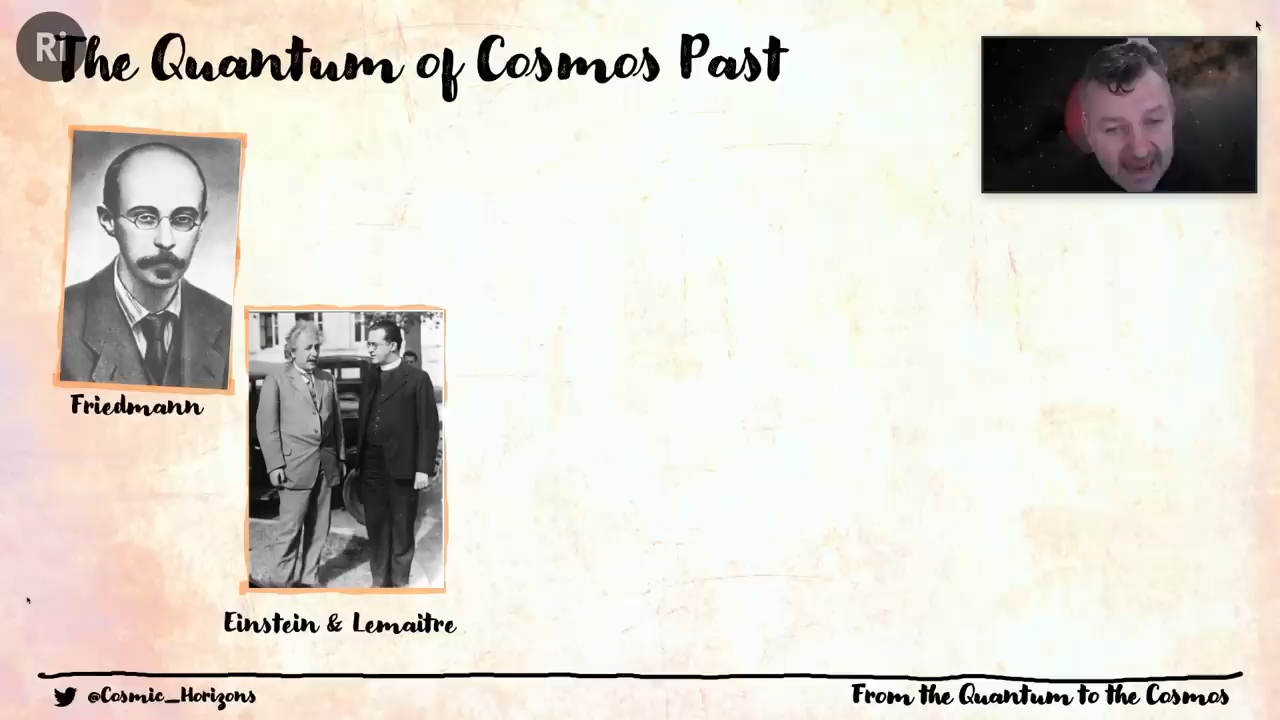 Ri
The Quantum of Cosmos Past
Friedmann
Einstein & Lemaitre
@Cosmic_Horizons
From the Quantum to the Cosmos